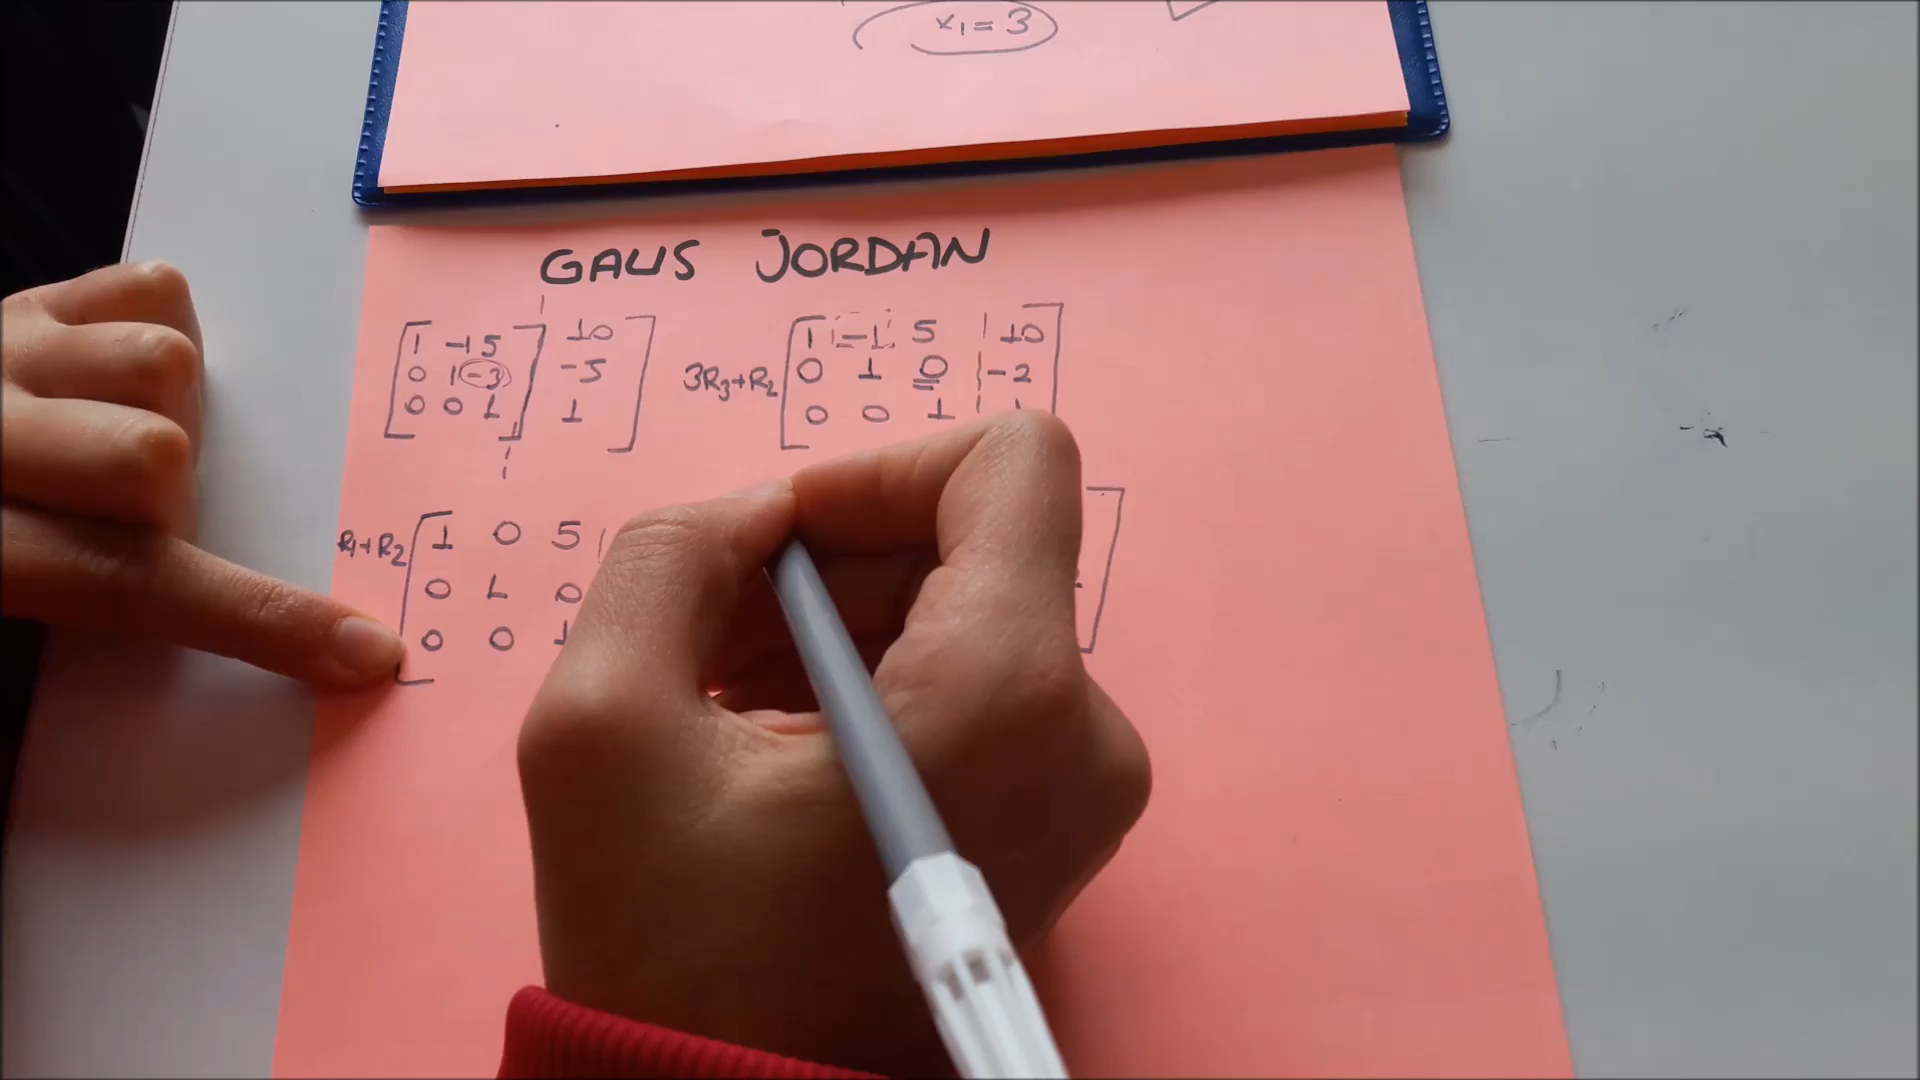 x₁ = 3
GAUS JORDAN
1 -1 5 10
0 1 -3 -5
0 0 1 1
1 -1 5 10
3R₃+R₂ 0 1 0 -2
0 0 1
R₁+R₂ 1 0 5
0 1 0
0 0 1